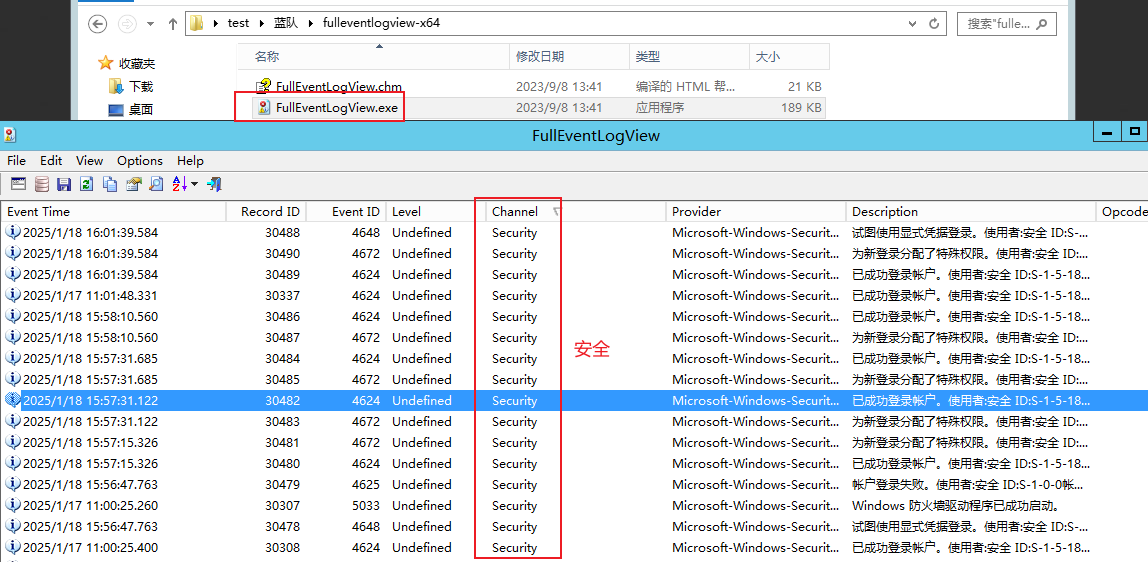 test 蓝队 fulleventlogview-x64 搜索"fulle...
收藏夹 名称 修改日期 类型 大小
下载 FullEventLogView.chm 2023/9/8 13:41 编译的 HTML 帮... 21 KB
桌面 FullEventLogView.exe 2023/9/8 13:41 应用程序 189 KB
FullEventLogView
File Edit View Options Help
Event Time Record ID Event ID Level Channel Provider Description Opcode
2025/1/18 16:01:39.584 30488 4648 Undefined Security Microsoft-Windows-Securit... 试图使用显式凭据登录。使用者:安全 ID:S-...
2025/1/18 16:01:39.584 30490 4672 Undefined Security Microsoft-Windows-Securit... 为新登录分配了特殊权限。使用者:安全 ID:...
2025/1/18 16:01:39.584 30489 4624 Undefined Security Microsoft-Windows-Securit... 已成功登录帐户。使用者:安全 ID:S-1-5-18...
2025/1/17 11:01:48.331 30337 4624 Undefined Security Microsoft-Windows-Securit... 已成功登录帐户。使用者:安全 ID:S-1-5-18...
2025/1/18 15:58:10.560 30486 4624 Undefined Security Microsoft-Windows-Securit... 已成功登录帐户。使用者:安全 ID:S-1-5-18...
2025/1/18 15:58:10.560 30487 4672 Undefined Security Microsoft-Windows-Securit... 为新登录分配了特殊权限。使用者:安全 ID:...
安全
2025/1/18 15:57:31.685 30484 4624 Undefined Security Microsoft-Windows-Securit... 已成功登录帐户。使用者:安全 ID:S-1-5-18...
2025/1/18 15:57:31.685 30485 4672 Undefined Security Microsoft-Windows-Securit... 为新登录分配了特殊权限。使用者:安全 ID:...
2025/1/18 15:57:31.122 30482 4624 Undefined Security Microsoft-Windows-Securit... 已成功登录帐户。使用者:安全 ID:S-1-5-18...
2025/1/18 15:57:31.122 30483 4672 Undefined Security Microsoft-Windows-Securit... 为新登录分配了特殊权限。使用者:安全 ID:...
2025/1/18 15:57:15.326 30481 4672 Undefined Security Microsoft-Windows-Securit... 为新登录分配了特殊权限。使用者:安全 ID:...
2025/1/18 15:57:15.326 30480 4624 Undefined Security Microsoft-Windows-Securit... 已成功登录帐户。使用者:安全 ID:S-1-5-18...
2025/1/18 15:56:47.763 30479 4625 Undefined Security Microsoft-Windows-Securit... 帐户登录失败。使用者:安全 ID:S-1-0-0帐...
2025/1/17 11:00:25.260 30307 5033 Undefined Security Microsoft-Windows-Securit... Windows 防火墙驱动程序已成功启动。
2025/1/18 15:56:47.763 30478 4648 Undefined Security Microsoft-Windows-Securit... 试图使用显式凭据登录。使用者:安全 ID:S-...
2025/1/17 11:00:25.400 30308 4624 Undefined Security Microsoft-Windows-Securit... 已成功登录帐户。使用者:安全 ID:S-1-5-18...